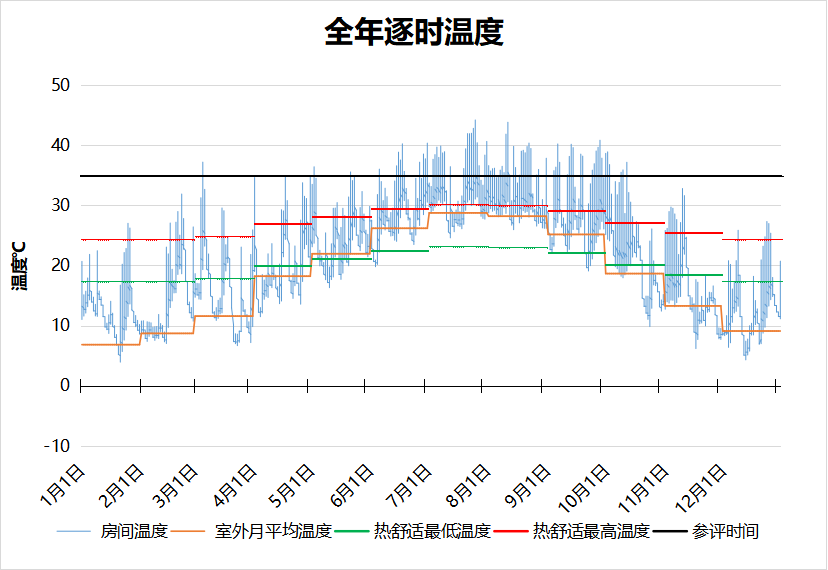 全年逐时温度
温度℃
50
40
30
20
10
0
-10
1月1日
2月1日
3月1日
4月1日
5月1日
6月1日
7月1日
8月1日
9月1日
10月1日
11月1日
12月1日
房间温度
室外月平均温度
热舒适最低温度
热舒适最高温度
参评时间